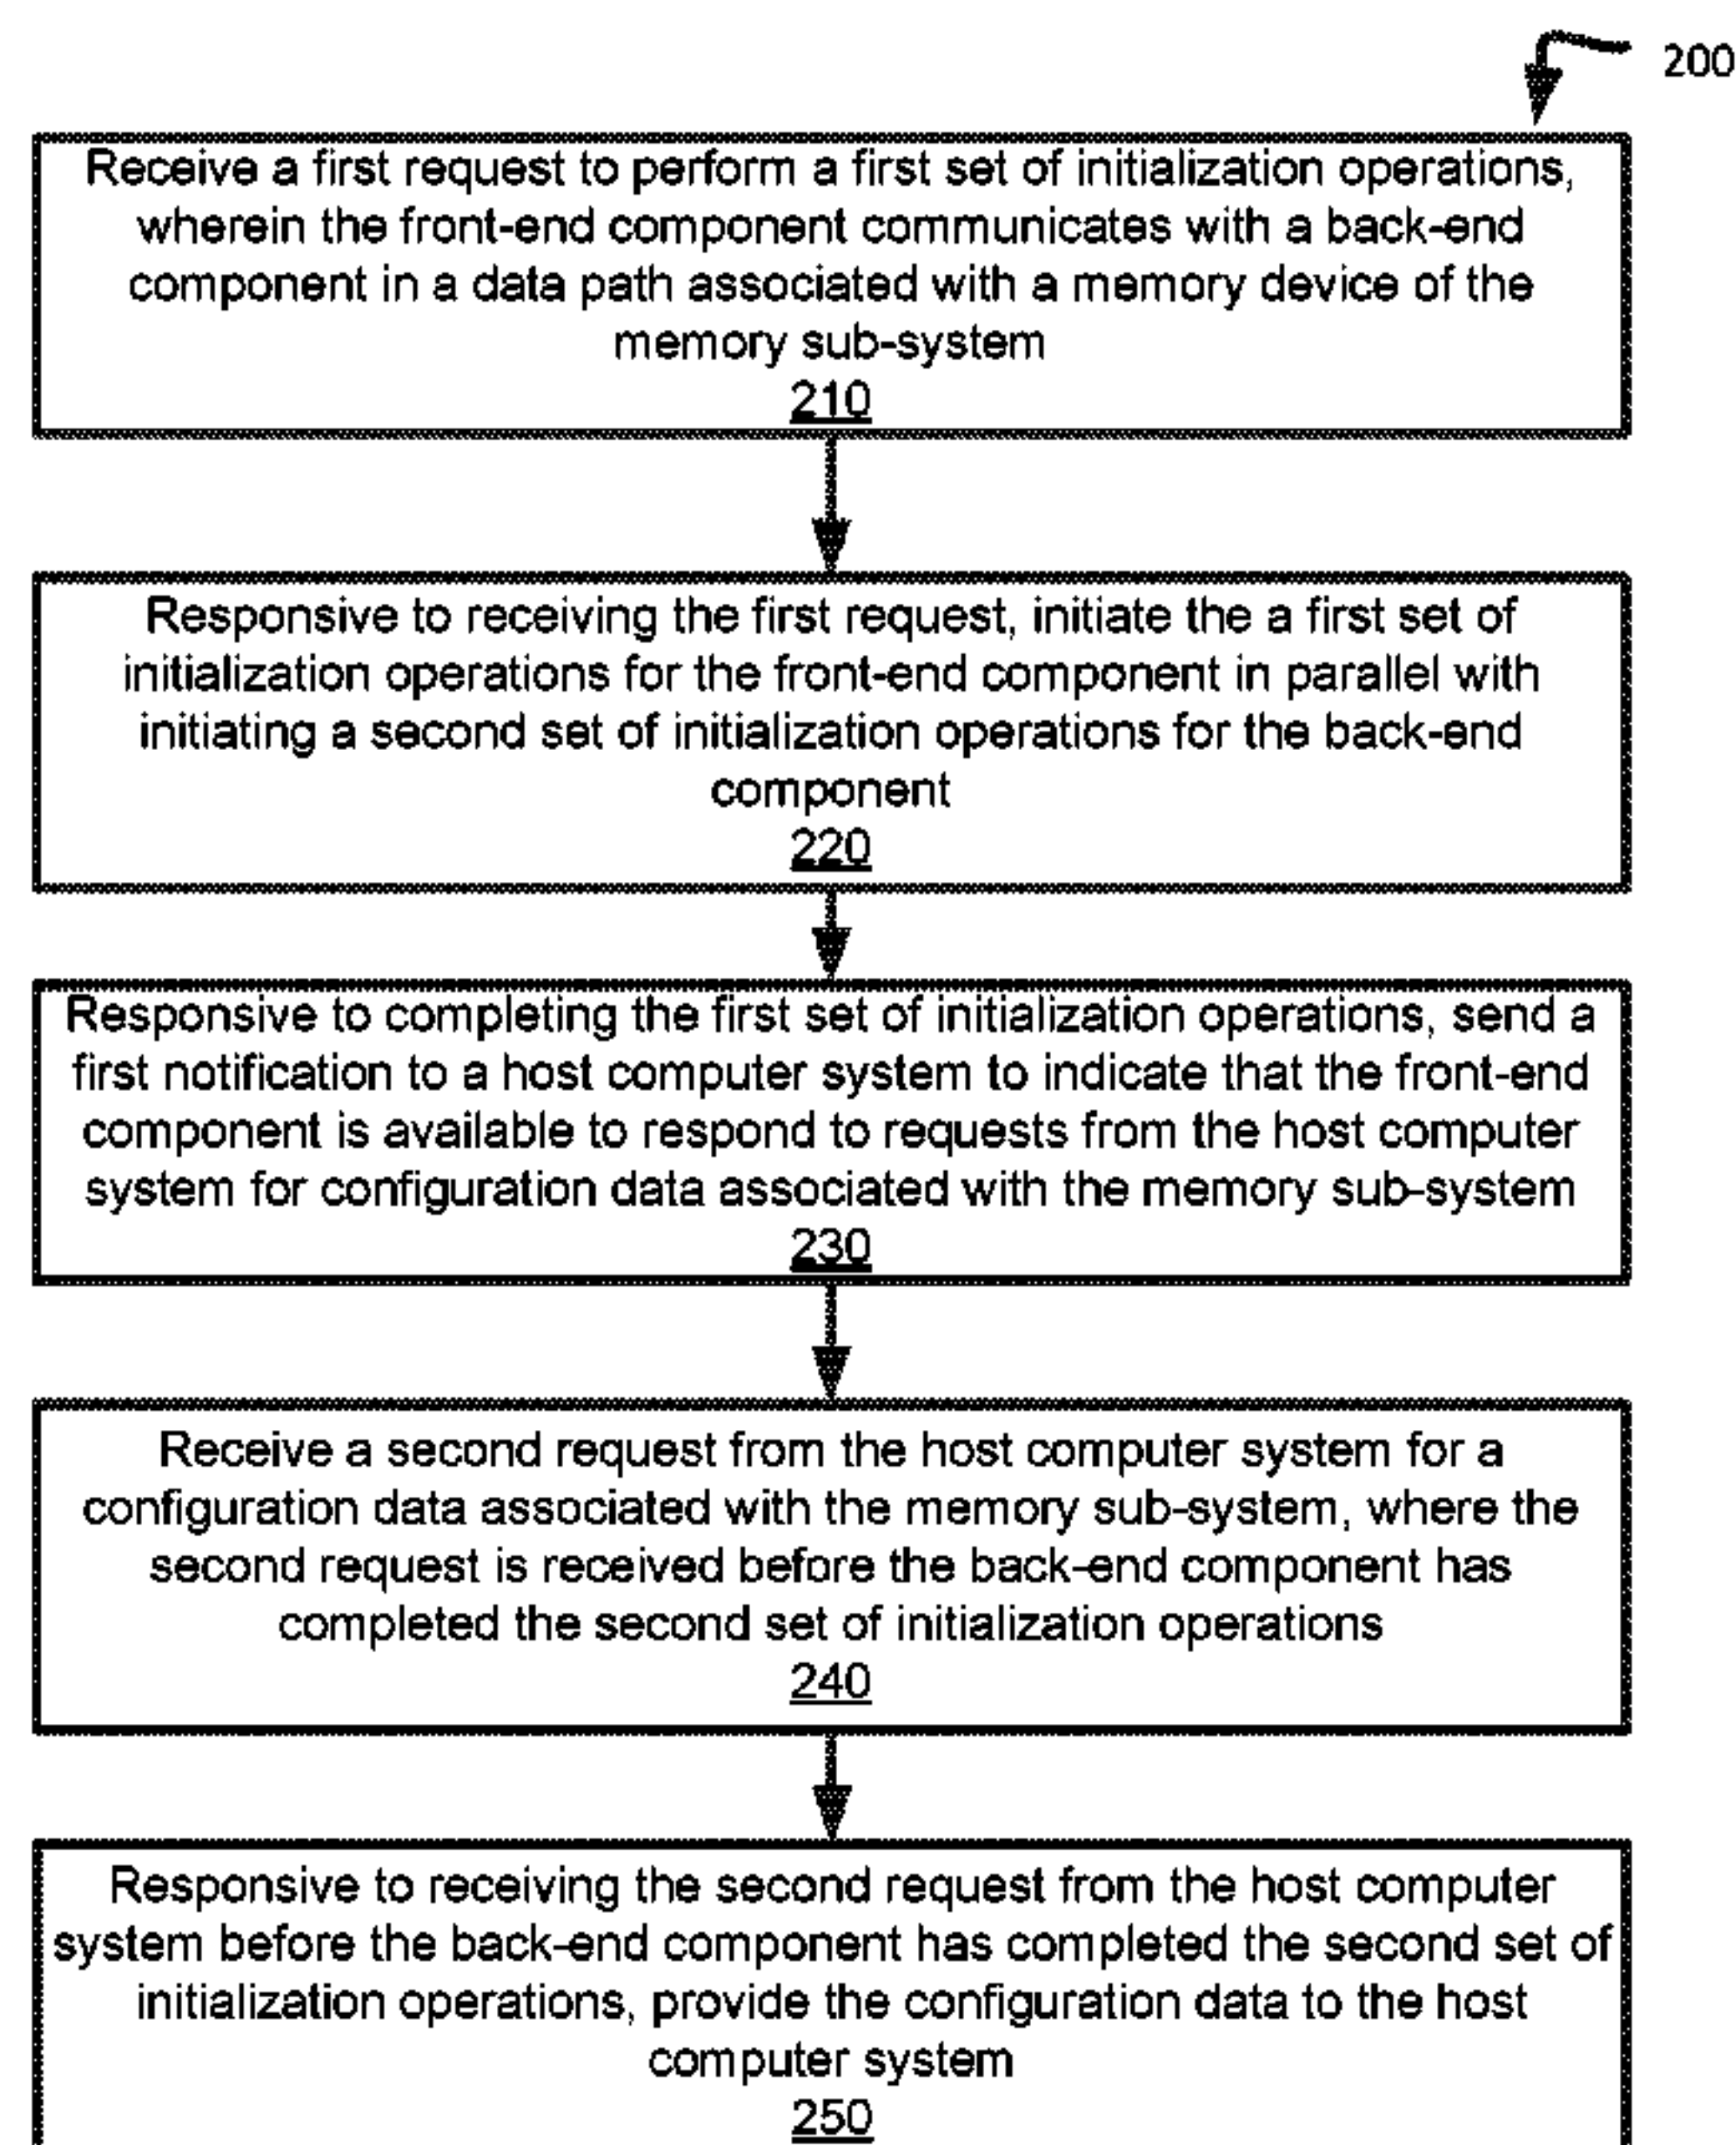 200
Receive a first request to perform a first set of initialization operations,
wherein the front-end component communicates with a back-end
component in a data path associated with a memory device of the
memory sub-system
210
Responsive to receiving the first request, initiate the a first set of
initialization operations for the front-end component in parallel with
initiating a second set of initialization operations for the back-end
component
220
Responsive to completing the first set of initialization operations, send a
first notification to a host computer system to indicate that the front-end
component is available to respond to requests from the host computer
system for configuration data associated with the memory sub-system
230
Receive a second request from the host computer system for a
configuration data associated with the memory sub-system, where the
second request is received before the back-end component has
completed the second set of initialization operations
240
Responsive to receiving the second request from the host computer
system before the back-end component has completed the second set of
initialization operations, provide the configuration data to the host
computer system
250